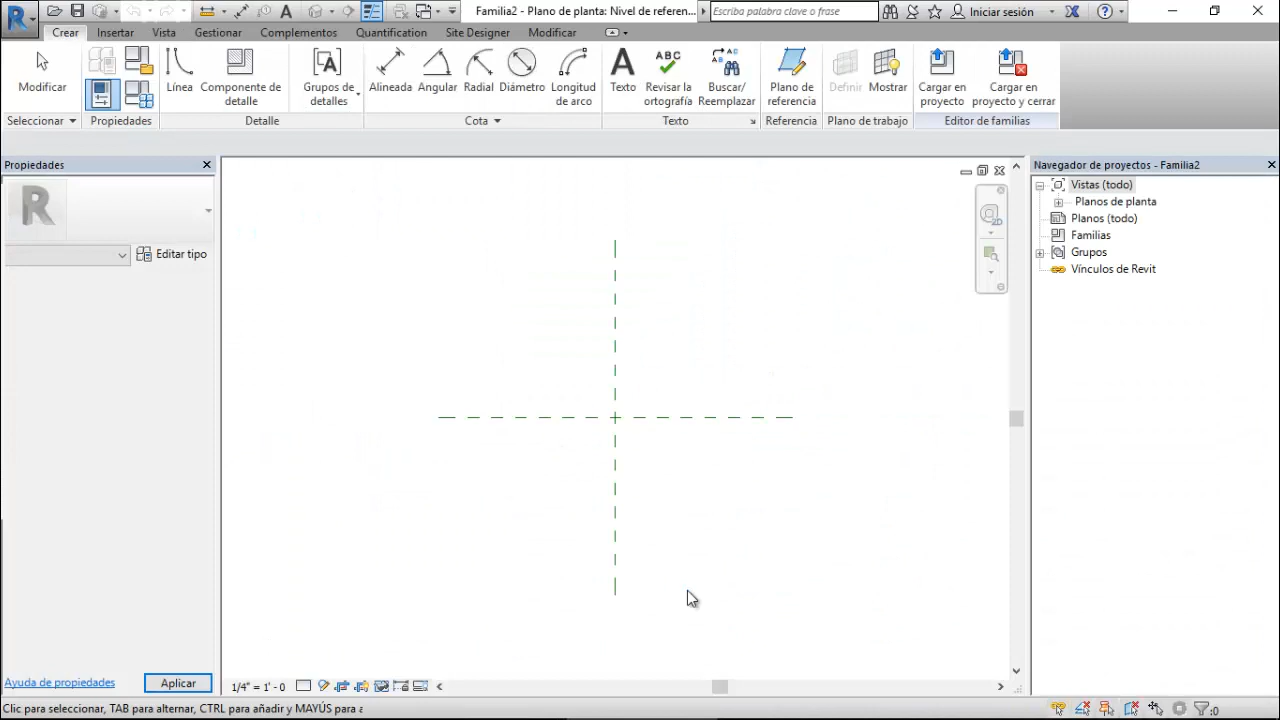 Familia2 - Plano de planta: Nivel de referen...
Escriba palabra clave o frase
Iniciar sesión
Crear
Insertar
Vista
Gestionar
Complementos
Quantification
Site Designer
Modificar
Modificar
Línea
Componente de detalle
Grupos de detalles
Alineada
Angular
Radial
Diámetro
Longitud de arco
Texto
ABC
Revisar la ortografía
Buscar/
Reemplazar
Plano de referencia
Definir
Mostrar
Cargar en proyecto
Cargar en proyecto y cerrar
Seleccionar
Propiedades
Detalle
Cota
Texto
Referencia
Plano de trabajo
Editor de familias
Propiedades
Editar tipo
Navegador de proyectos - Familia2
Vistas (todo)
Planos de planta
Planos (todo)
Familias
Grupos
Vínculos de Revit
2D
Ayuda de propiedades
Aplicar
1/4" = 1' - 0
Clic para seleccionar, TAB para alternar, CTRL para añadir y MAYÚS para a
:0